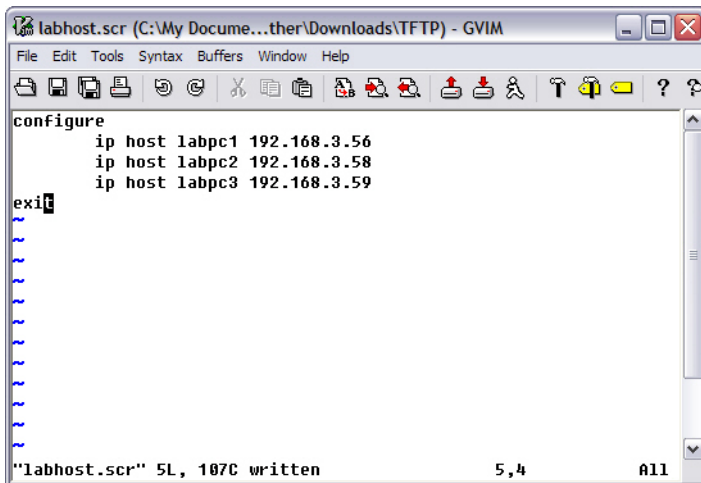 labhost.scr (C:\My Docume...ther\Downloads\TFTP) - GVIM
File Edit Tools Syntax Buffers Window Help
configure
ip host labpc1 192.168.3.56
ip host labpc2 192.168.3.58
ip host labpc3 192.168.3.59
exit
~
~
~
~
~
~
~
~
~
~
~
~
"labhost.scr" 5L, 107C written 5,4 All